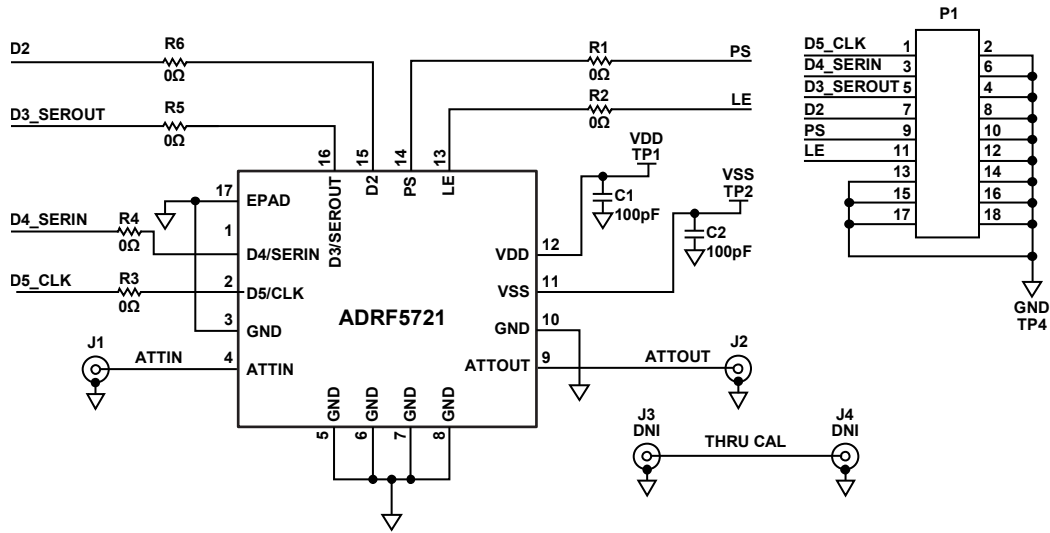 D2
R6
0Ω
D3_SEROUT
R5
0Ω
R1
0Ω
PS
R2
0Ω
LE
16
15
14
13
D3/SEROUT
D2
PS
LE
17
EPAD
D4_SERIN
R4
0Ω
1
D4/SERIN
D5_CLK
R3
0Ω
2
D5/CLK
3
GND
J1
ATTIN
4
ATTIN
ADRF5721
VDD
TP1
C1
100pF
VSS
TP2
C2
100pF
VDD
12
VSS
11
GND
10
ATTOUT
9
ATTOUT
J2
GND
GND
GND
GND
5
6
7
8
J3
DNI
THRU CAL
J4
DNI
P1
D5_CLK
1
2
D4_SERIN
3
6
D3_SEROUT
5
4
D2
7
8
PS
9
10
LE
11
12
13
14
15
16
17
18
GND
TP4